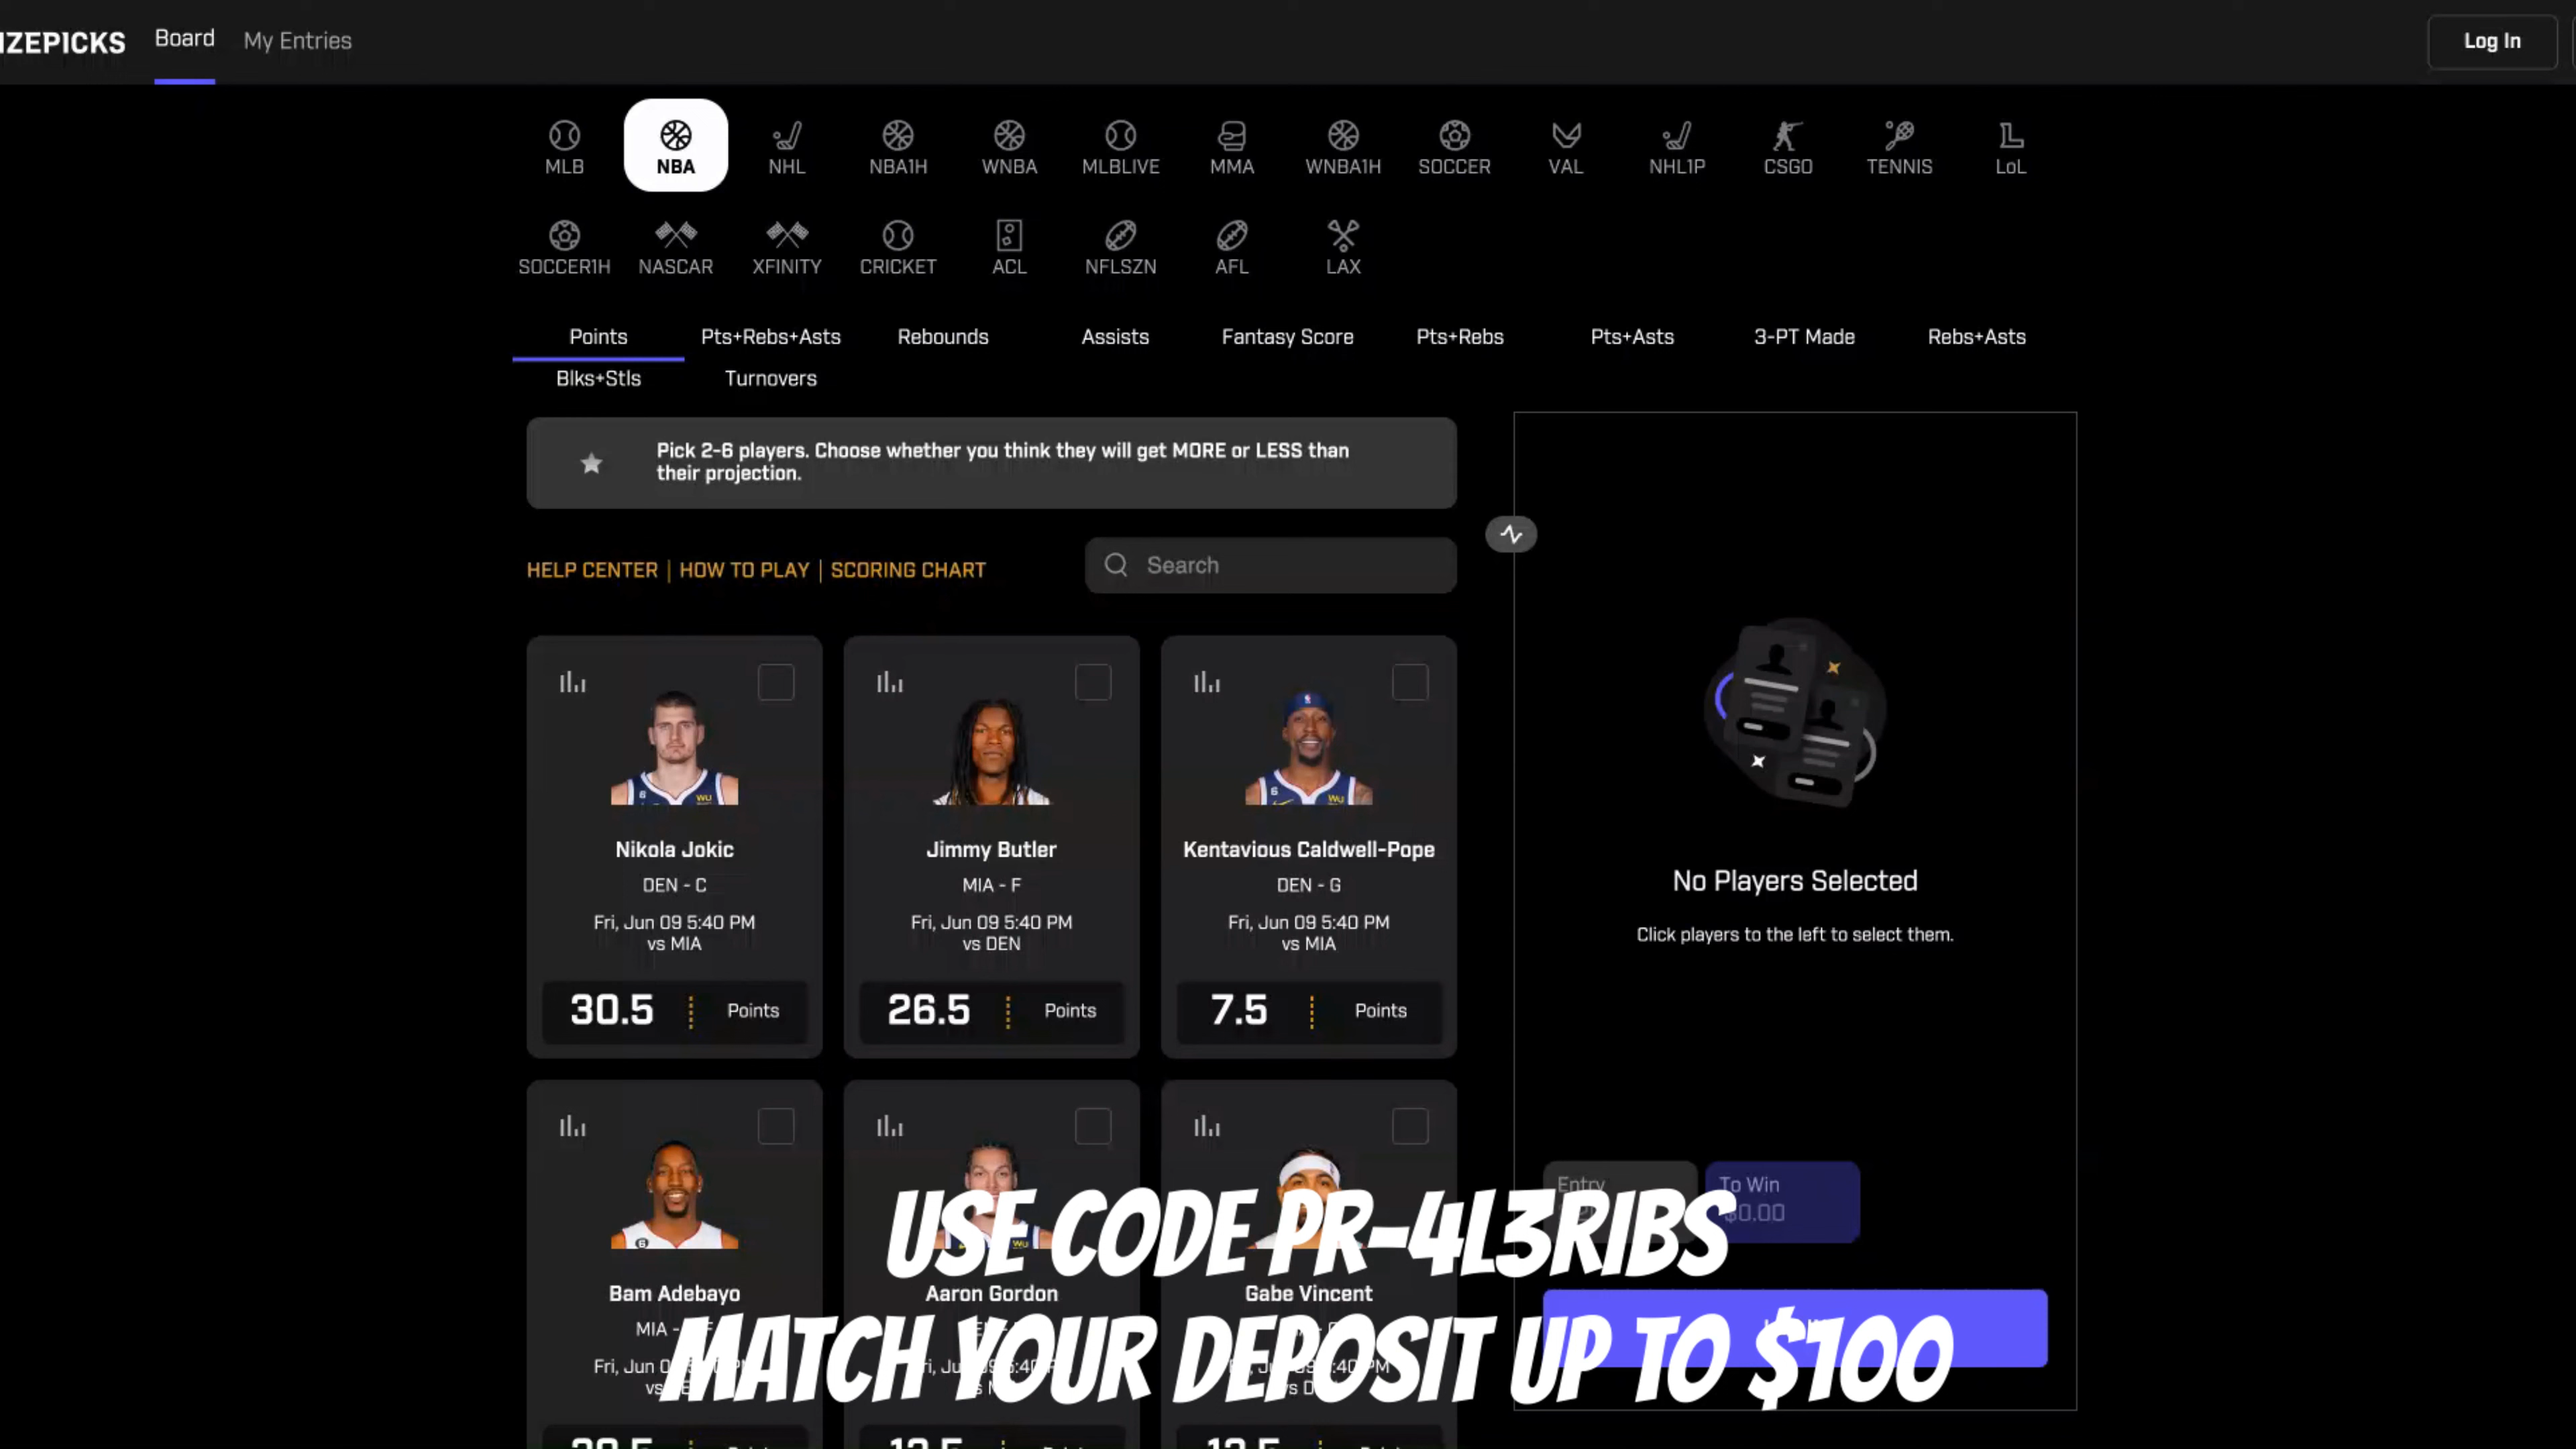 IZEPICKS Board My Entries Log In
MLB NBA NHL NBA1H WNBA MLBLIVE MMA WNBA1H SOCCER VAL NHL1P CSGO TENNIS LoL
SOCCER1H NASCAR XFINITY CRICKET ACL NFLSZN AFL LAX
Points Pts+Rebs+Asts Rebounds Assists Fantasy Score Pts+Rebs Pts+Asts 3-PT Made Rebs+Asts
Blks+Stls Turnovers
Pick 2-6 players. Choose whether you think they will get MORE or LESS than
their projection.
HELP CENTER | HOW TO PLAY | SCORING CHART
Search
Nikola Jokic
DEN - C
Fri, Jun 09 5:40 PM
vs MIA
30.5 Points
Jimmy Butler
MIA - F
Fri, Jun 09 5:40 PM
vs DEN
26.5 Points
Kentavious Caldwell-Pope
DEN - G
Fri, Jun 09 5:40 PM
vs MIA
7.5 Points
No Players Selected
Click players to the left to select them.
Entry
To Win
$0.00
Bam Adebayo
Aaron Gordon
Gabe Vincent
MIA -
USE CODE PR-4L3RIBS
MATCH YOUR DEPOSIT UP TO $100